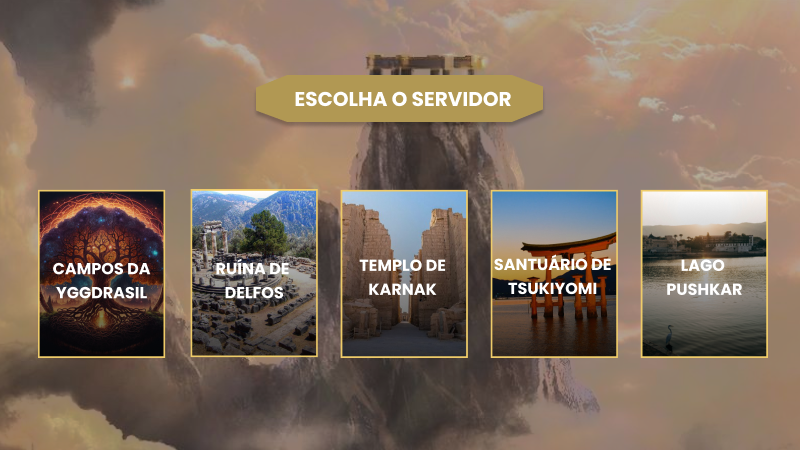 ESCOLHA O SERVIDOR
CAMPOS DA
YGGDRASIL
RUÍNA DE
DELFOS
TEMPLO DE
KARNAK
SANTUÁRIO DE
TSUKIYOMI
LAGO
PUSHKAR